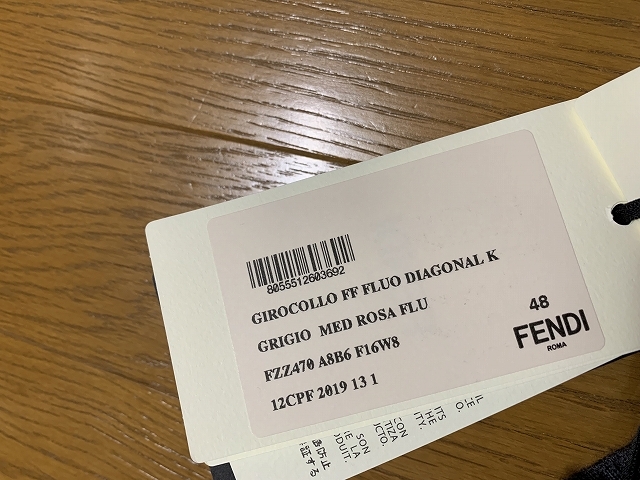 8055512603692
GIROCOLLO FF FLUO DIAGONAL K
GRIGIO MED ROSA FLU
FZZ470 A8B6 F16W8
12CPF 2019 13 1
48
FENDI
ROMA